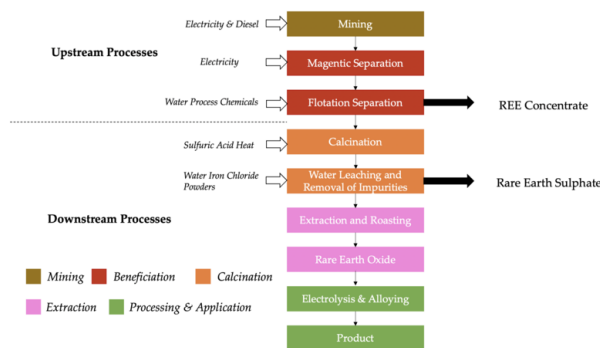 Electricity & Diesel
Mining
Upstream Processes
Electricity
Magentic Separation
Water Process Chemicals
Flotation Separation
REE Concentrate
Sulfuric Acid Heat
Calcination
Water Iron Chloride
Powders
Water Leaching and
Removal of Impurities
Rare Earth Sulphate
Downstream Processes
Extraction and Roasting
Rare Earth Oxide
Mining
Beneficiation
Calcination
Extraction
Processing & Application
Electrolysis & Alloying
Product